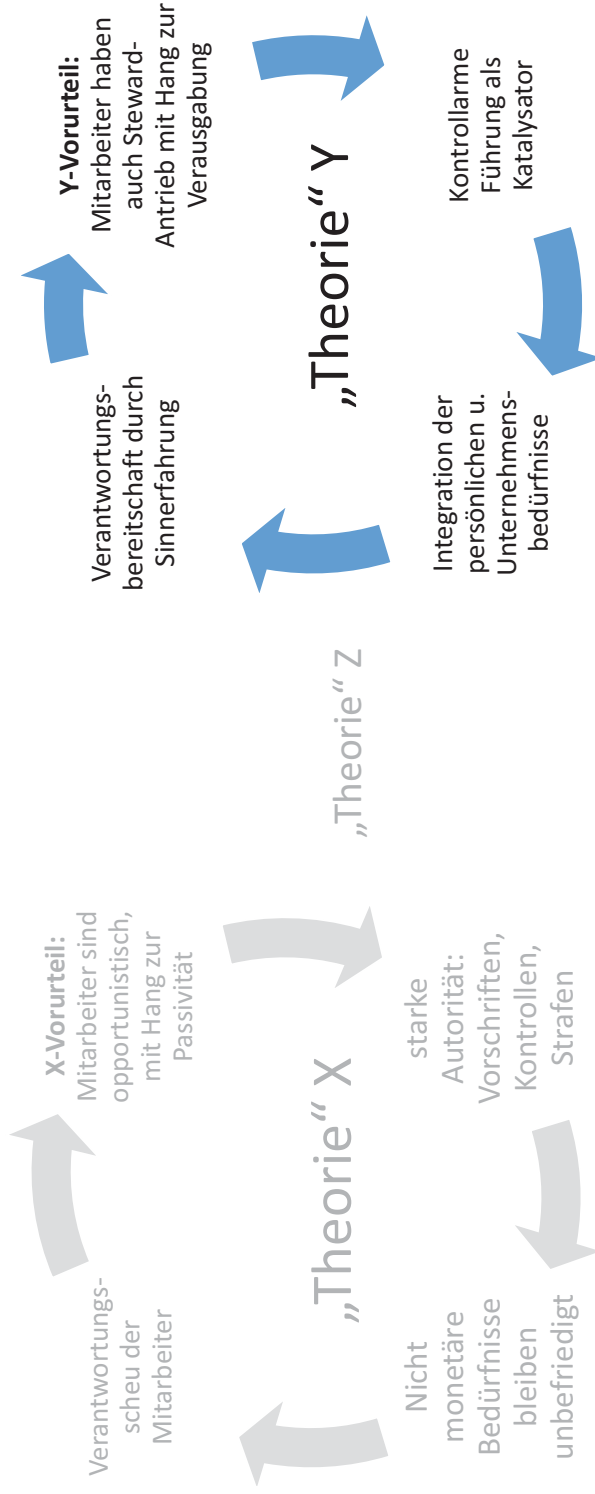 X-Vorurteil:
Mitarbeiter sind
opportunistisch,
mit Hang zur
Passivität
starke
Autorität:
Vorschriften,
Kontrollen,
Strafen
Nicht
monetäre
Bedürfnisse
bleiben
unbefriedigt
Verantwortungs-
scheu der
Mitarbeiter
„Theorie“ X
„Theorie“ Z
Y-Vorurteil:
Mitarbeiter haben
auch Steward-
Antrieb mit Hang zur
Verausgabung
Kontrollarme
Führung als
Katalysator
Integration der
persönlichen u.
Unternehmens-
bedürfnisse
Verantwortungs-
bereitschaft durch
Sinnerfahrung
„Theorie“ Y